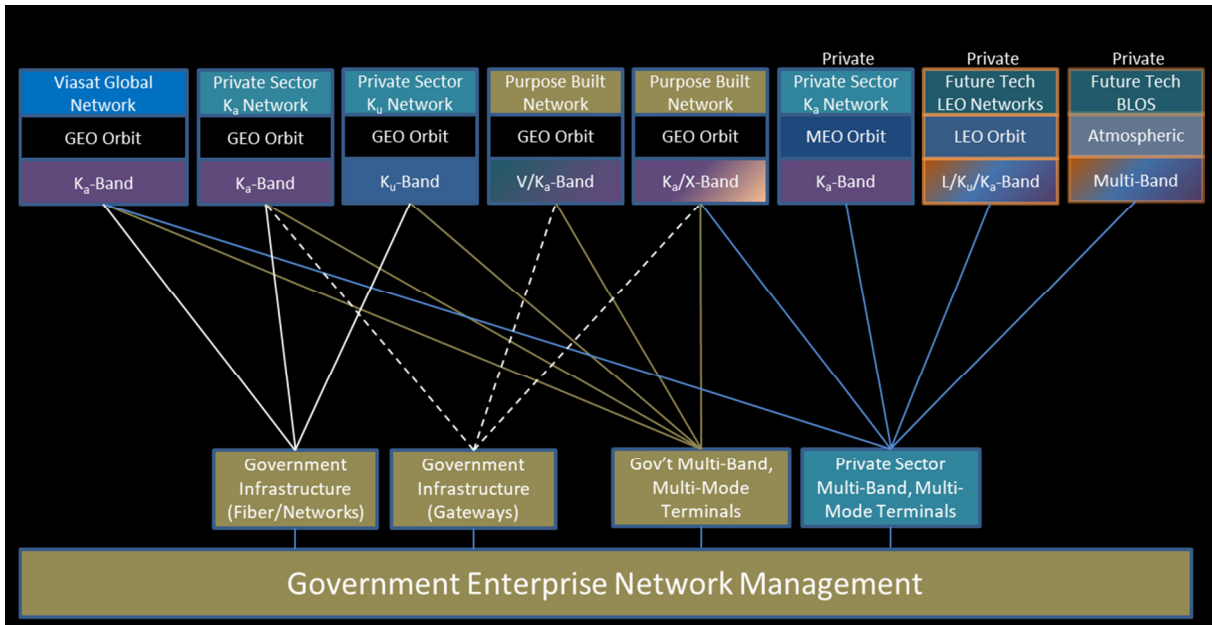 Private
Private
Private
Viasat Global
Network
GEO Orbit
Ka-Band
Private Sector
Ka Network
GEO Orbit
Ka-Band
Private Sector
Ku Network
GEO Orbit
Ku-Band
Purpose Built
Network
GEO Orbit
V/Ka-Band
Purpose Built
Network
GEO Orbit
Ka/X-Band
Private Sector
Ka Network
MEO Orbit
Ka-Band
Future Tech
LEO Networks
LEO Orbit
L/Ku/Ka-Band
Future Tech
BLOS
Atmospheric
Multi-Band
Government
Infrastructure
(Fiber/Networks)
Government
Infrastructure
(Gateways)
Gov't Multi-Band,
Multi-Mode
Terminals
Private Sector
Multi-Band, Multi-
Mode Terminals
Government Enterprise Network Management